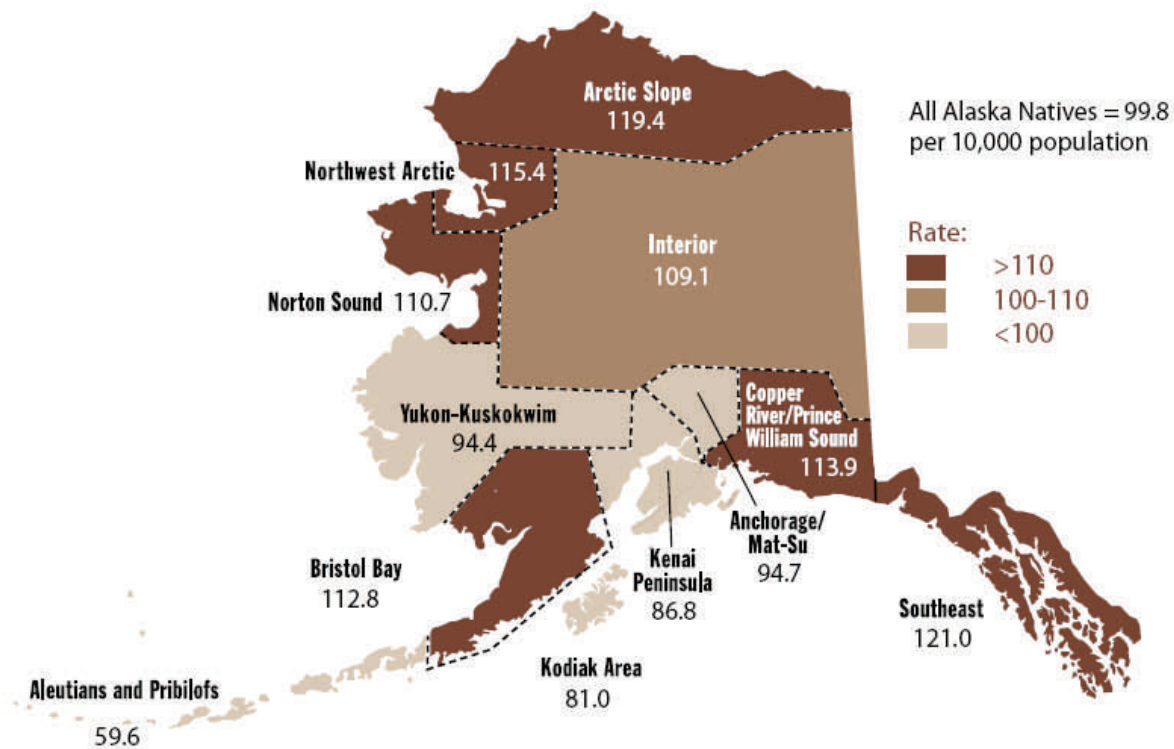 Arctic Slope
119.4
All Alaska Natives = 99.8
per 10,000 population
Northwest Arctic
115.4
Rate:
>110
100-110
<100
Interior
109.1
Norton Sound 110.7
Yukon-Kuskokwim
94.4
Copper
River/Prince
William Sound
113.9
Anchorage/
Mat-Su
94.7
Kenai
Peninsula
86.8
Bristol Bay
112.8
Southeast
121.0
Kodiak Area
81.0
Aleutians and Pribilofs
59.6